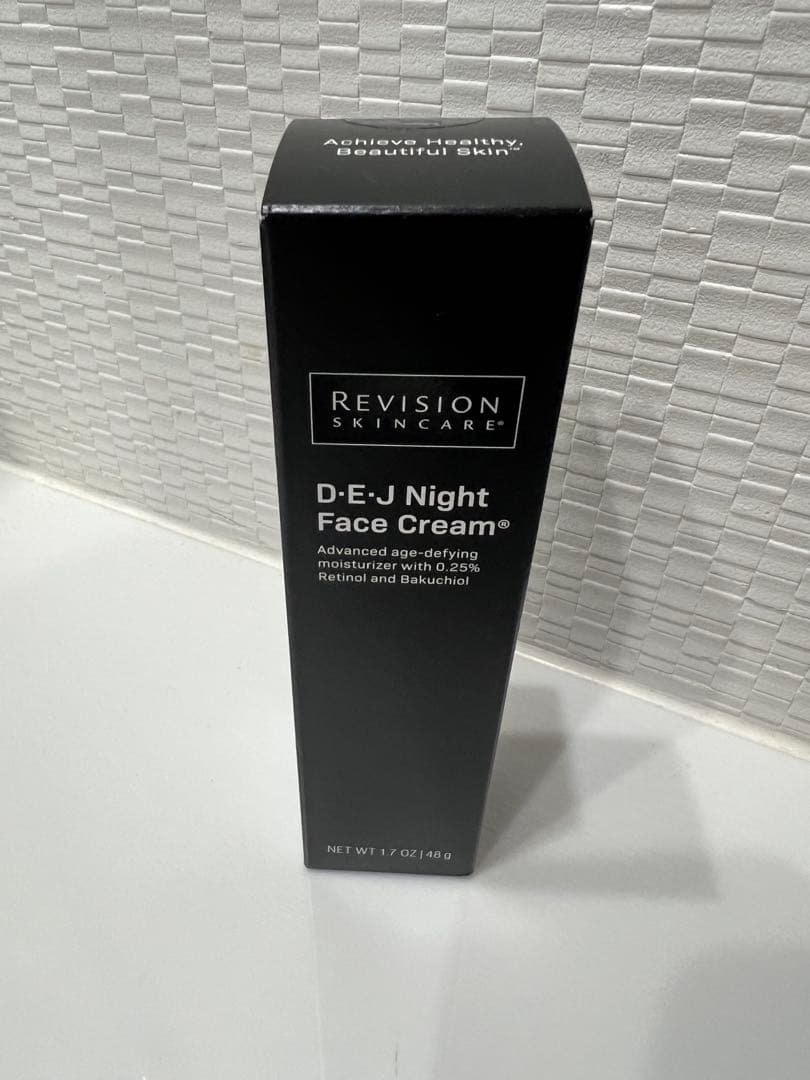 Achieve Healthy,
Beautiful Skin™
REVISION
SKINCARE®
D·E·J Night
Face Cream®
Advanced age-defying
moisturizer with 0.25%
Retinol and Bakuchiol
NET WT 1.7 OZ | 48 g